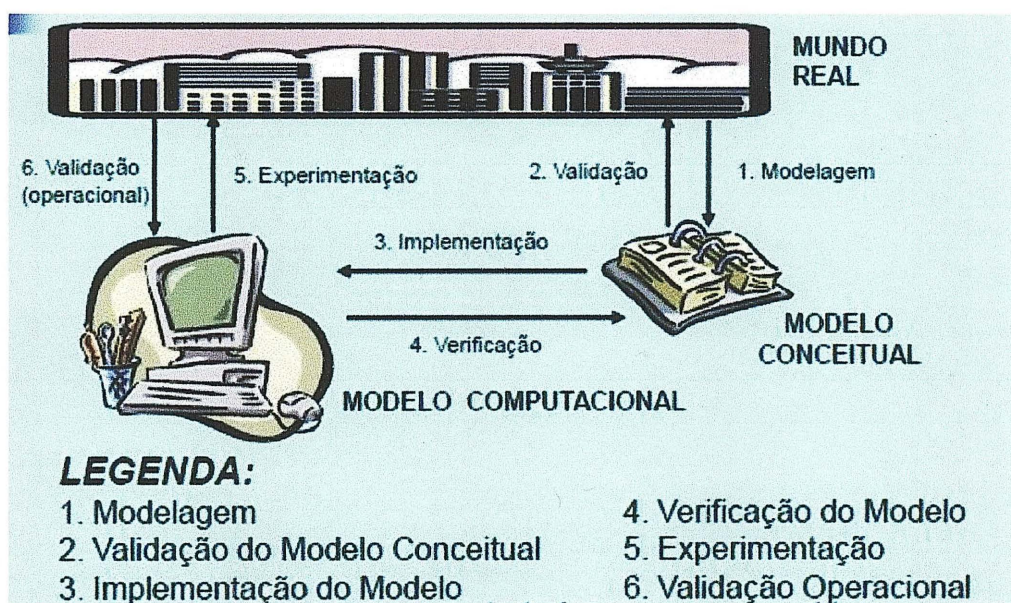 MUNDO
REAL
6. Validação
(operacional)
5. Experimentação
2. Validação
1. Modelagem
3. Implementação
4. Verificação
MODELO
CONCEITUAL
MODELO COMPUTACIONAL
LEGENDA:
1. Modelagem
2. Validação do Modelo Conceitual
3. Implementação do Modelo
4. Verificação do Modelo
5. Experimentação
6. Validação Operacional